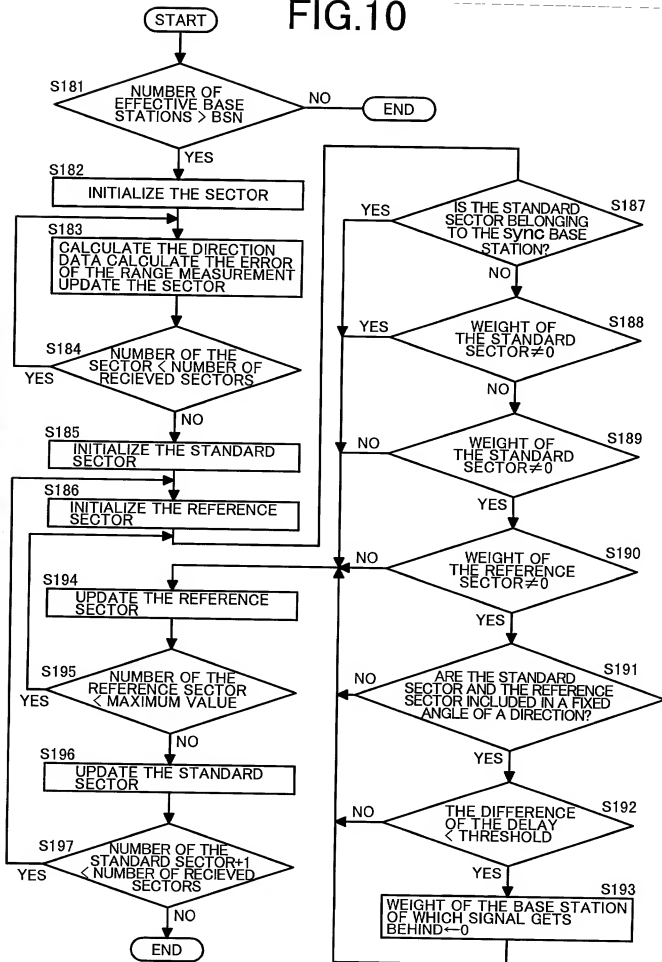 FIG.10
START
S181
NUMBER OF
EFFECTIVE BASE
STATIONS > BSN
NO
END
YES
S182
INITIALIZE THE SECTOR
S183
CALCULATE THE DIRECTION
DATA CALCULATE THE ERROR
OF THE RANGE MEASUREMENT
UPDATE THE SECTOR
S184
NUMBER OF THE
SECTOR < NUMBER OF
RECIEVED SECTORS
YES
NO
S185
INITIALIZE THE STANDARD
SECTOR
S186
INITIALIZE THE REFERENCE
SECTOR
S194
UPDATE THE REFERENCE
SECTOR
S195
NUMBER OF THE
REFERENCE SECTOR
< MAXIMUM VALUE
YES
NO
S196
UPDATE THE STANDARD
SECTOR
S197
NUMBER OF THE
STANDARD SECTOR+1
< NUMBER OF RECIEVED
SECTORS
YES
NO
END
S187
IS THE STANDARD
SECTOR BELONGING
TO THE sync BASE
STATION?
YES
NO
S188
WEIGHT OF
THE STANDARD
SECTOR≠0
YES
NO
S189
WEIGHT OF
THE STANDARD
SECTOR≠0
NO
YES
S190
WEIGHT OF
THE REFERENCE
SECTOR≠0
NO
YES
S191
ARE THE STANDARD
SECTOR AND THE REFERENCE
SECTOR INCLUDED IN A FIXED
ANGLE OF A DIRECTION?
NO
YES
S192
THE DIFFERENCE
OF THE DELAY
< THRESHOLD
NO
YES
S193
WEIGHT OF THE BASE STATION
OF WHICH SIGNAL GETS
BEHIND←0